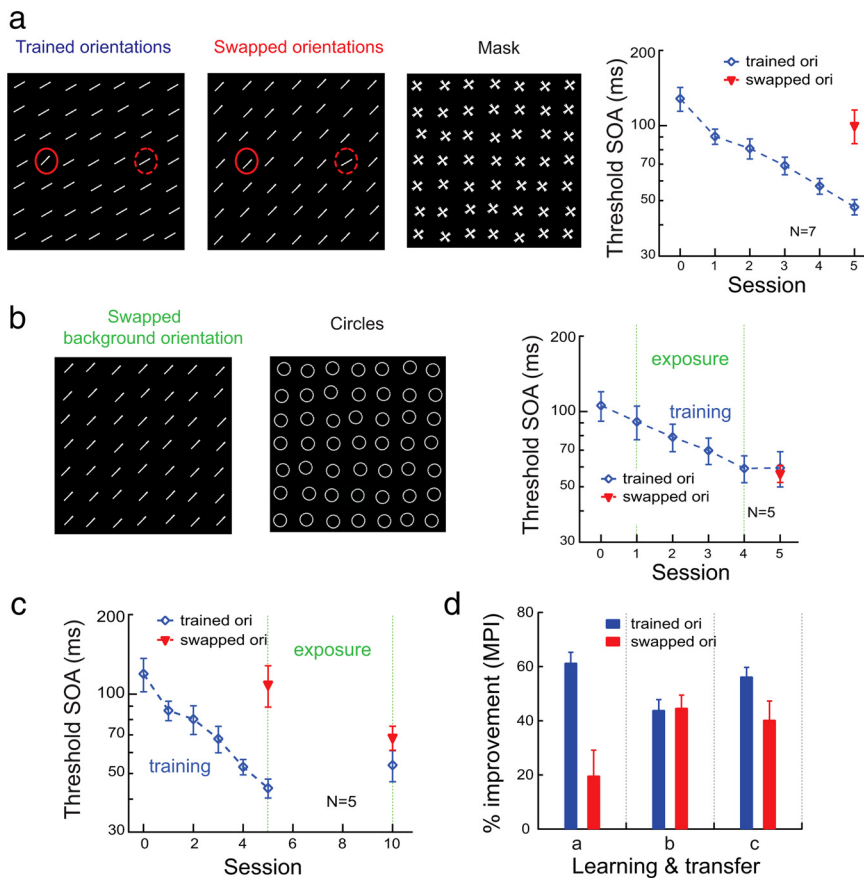 a
Trained orientations
Swapped orientations
Mask
Threshold SOA (ms)
200
100
70
50
30
trained ori
swapped ori
N=7
0 1 2 3 4 5
Session
b
Swapped
background orientation
Circles
Threshold SOA (ms)
200
100
70
50
30
exposure
training
trained ori
swapped ori
N=5
0 1 2 3 4 5
Session
c
Threshold SOA (ms)
200
100
70
50
30
trained ori
swapped ori
exposure
training
N=5
0 2 4 6 8 10
Session
d
% improvement (MPI)
80
60
40
20
0
trained ori
swapped ori
a b c
Learning & transfer